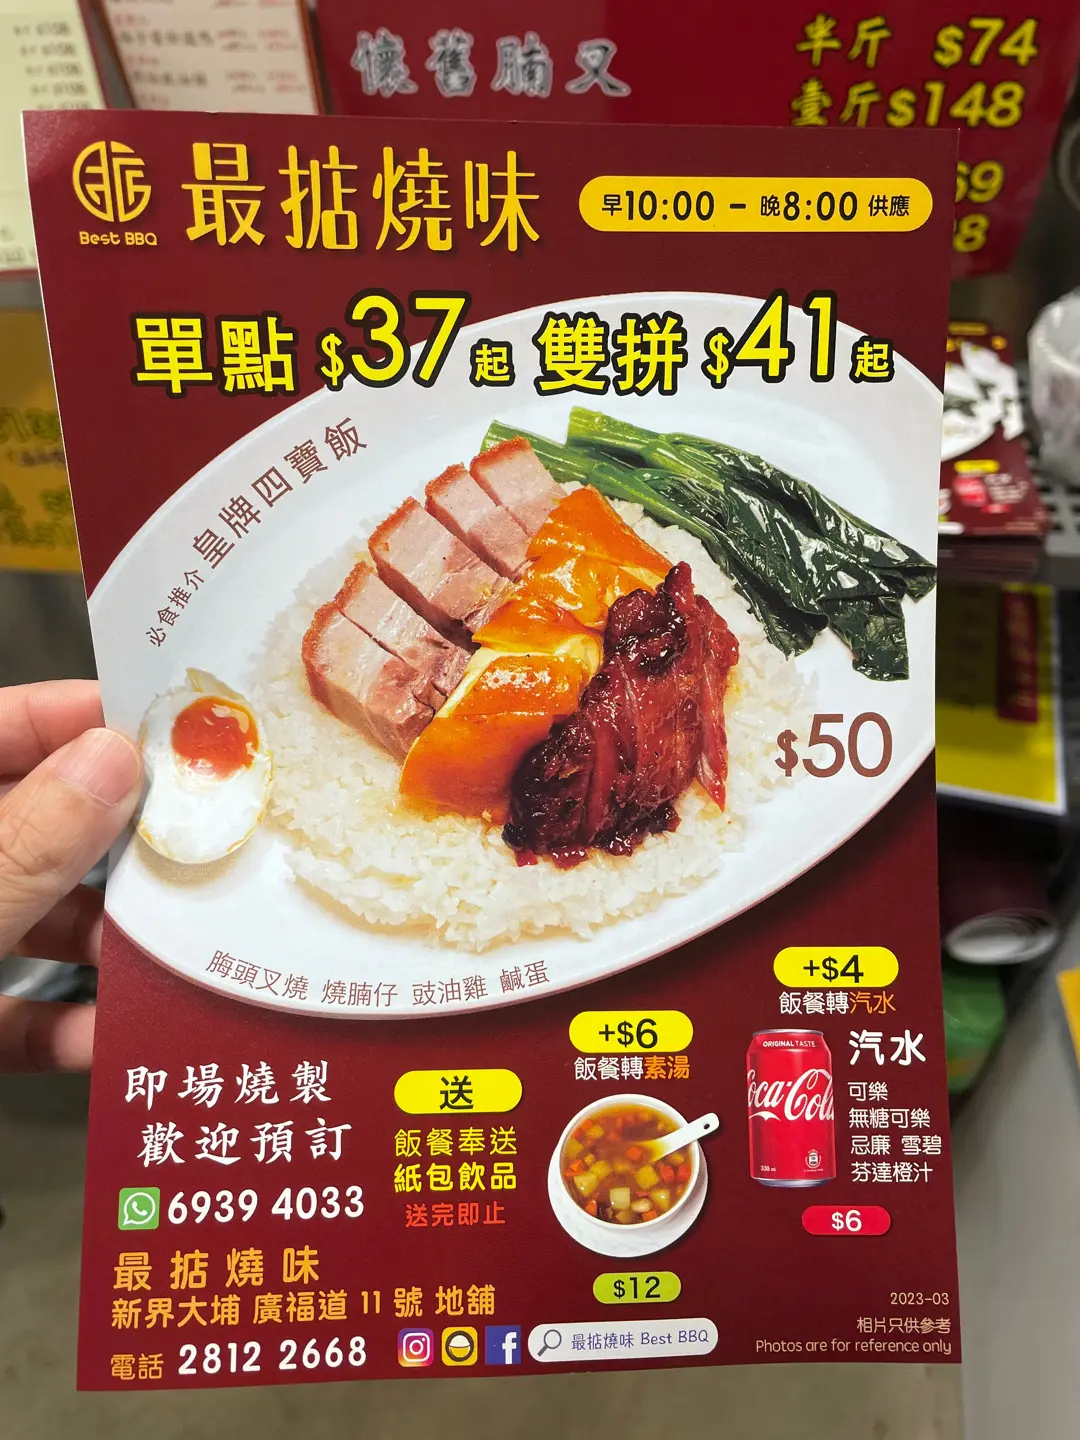 懷舊腩叉
半斤 $74
壹斤$148
最掂燒味
Best BBQ
早10:00 - 晚8:00 供應
單點 $37起 雙拼 $41起
必食推介 皇牌四寶飯
$50
脢頭叉燒 燒腩仔 豉油雞 鹹蛋
+$4
飯餐轉汽水
+$6
飯餐轉素湯
ORIGINAL TASTE
Coca-Cola
330 ml
汽水
可樂
無糖可樂
忌廉 雪碧
芬達橙汁
$6
$12
即場燒製
歡迎預訂
6939 4033
送
飯餐奉送
紙包飲品
送完即止
最掂燒味
新界大埔 廣福道 11 號 地舖
電話 2812 2668
最掂燒味 Best BBQ
2023-03
相片只供參考
Photos are for reference only